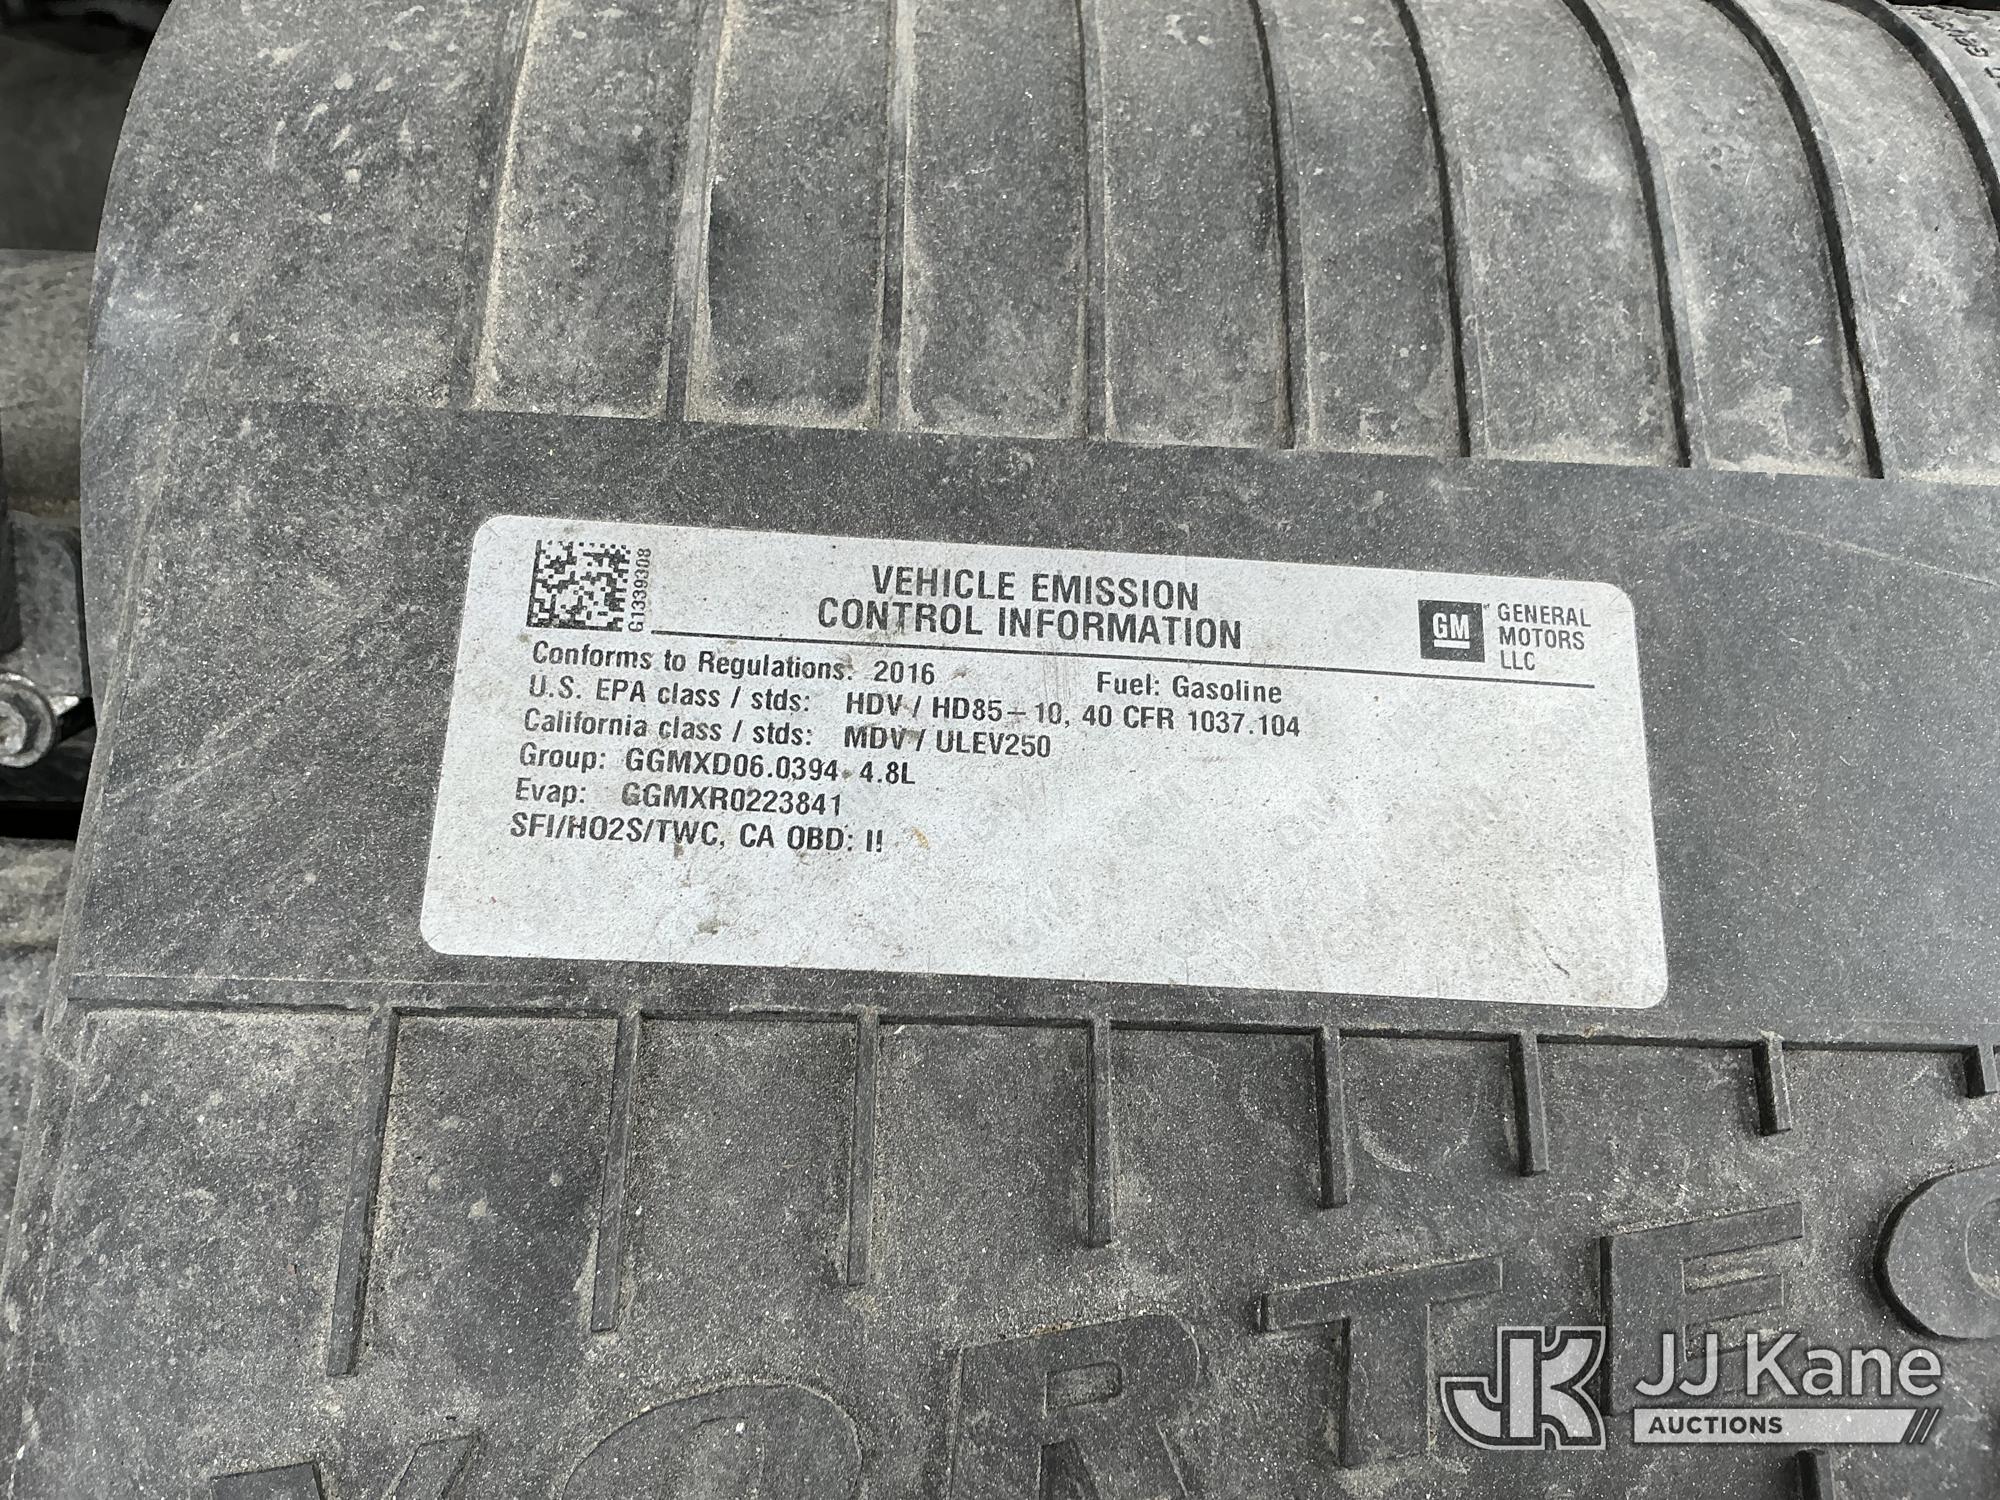 G1339308
VEHICLE EMISSION
CONTROL INFORMATION
GM
GENERAL
MOTORS
LLC
Conforms to Regulations: 2016 Fuel: Gasoline
U.S. EPA class / stds: HDV / HD85-10, 40 CFR 1037.104
California class / stds: MDV / ULEV250
Group: GGMXD06.0394 4.8L
Evap: GGMXR0223841
SFI/HO2S/TWC, CA OBD: II
VORTEC
JK JJ Kane
AUCTIONS